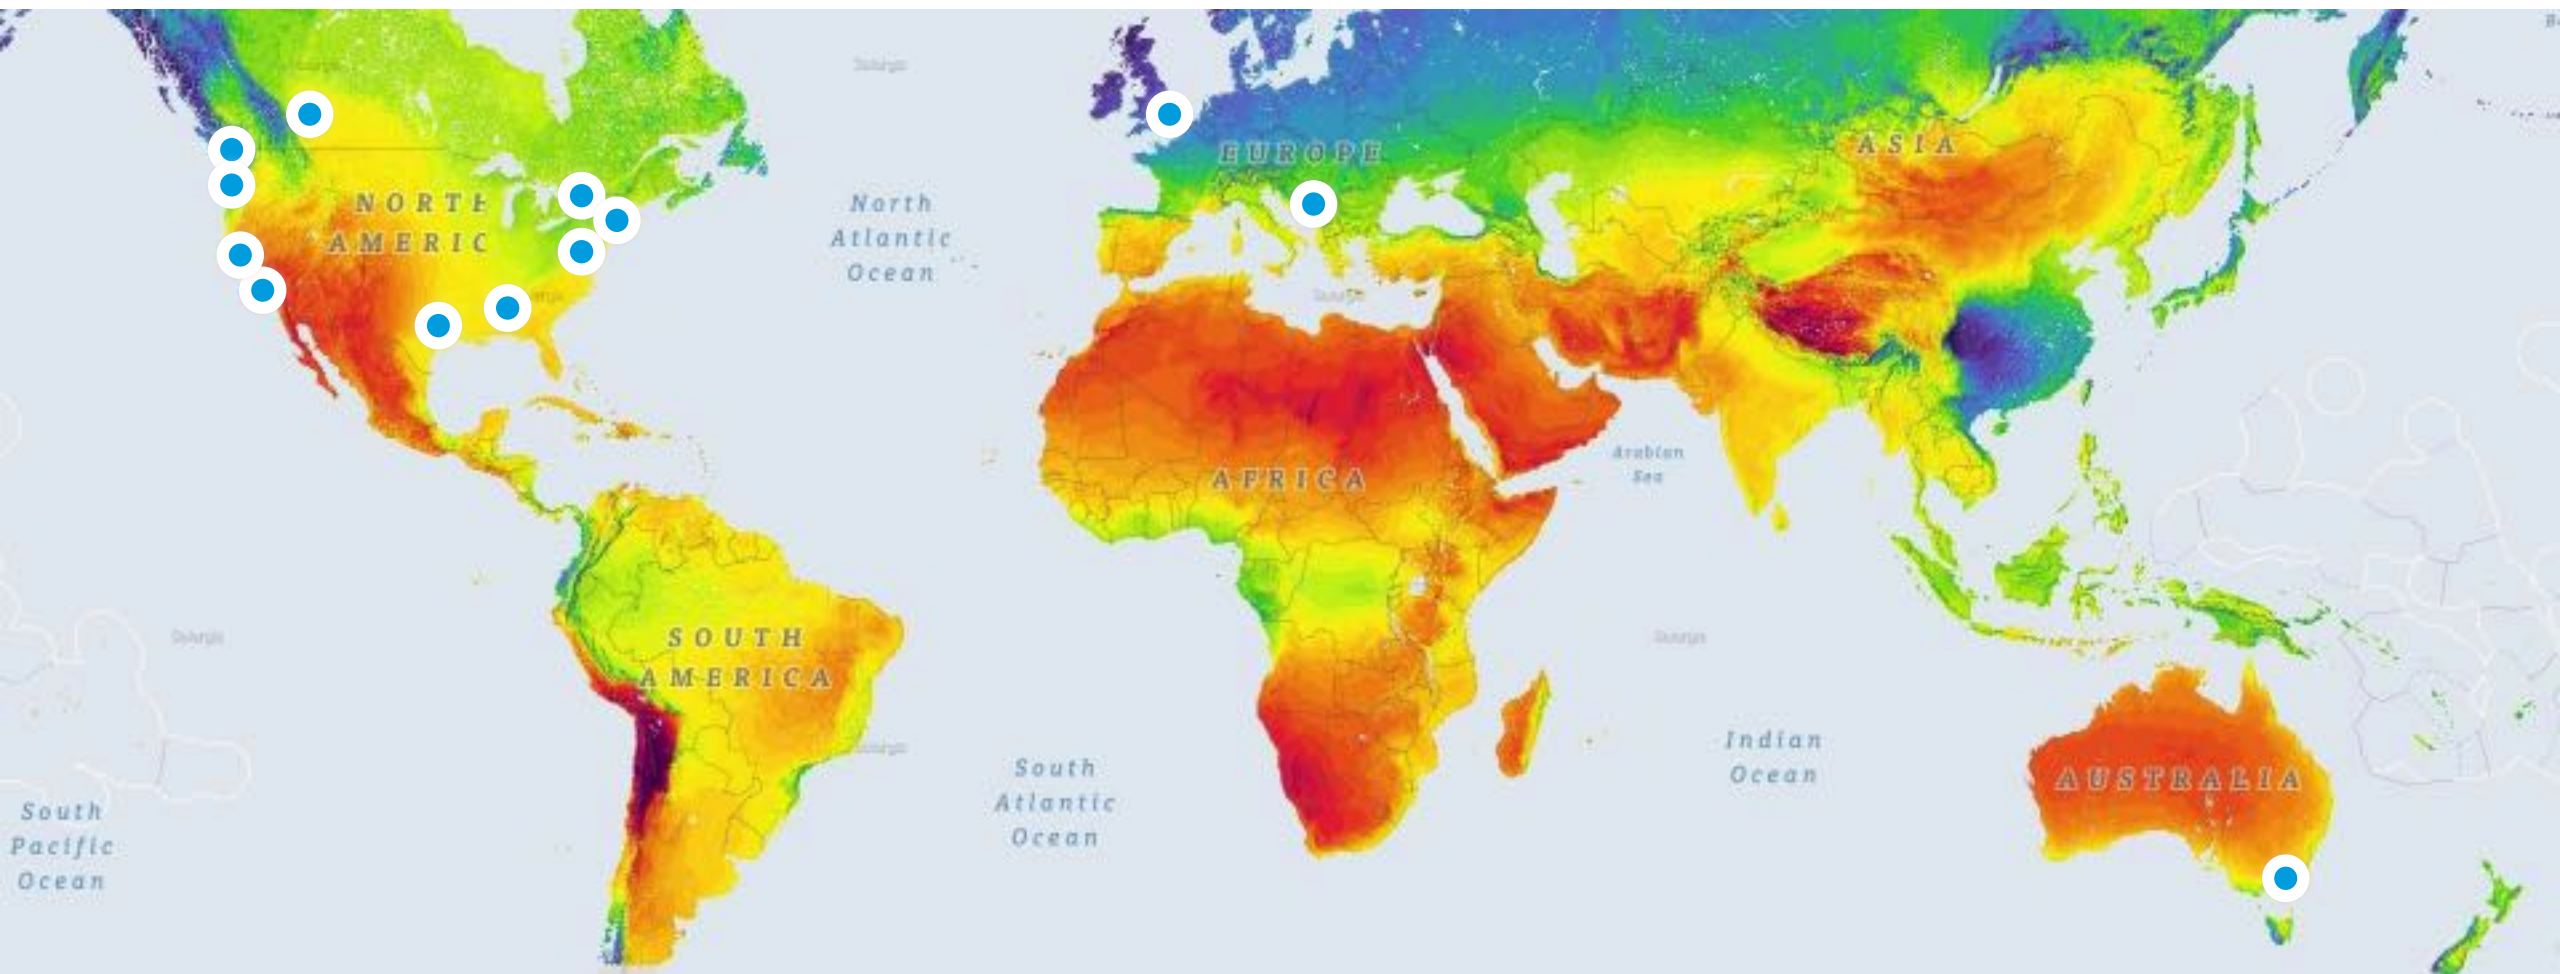 EUROPE
ASIA
NORTH
AMERIC
North
Atlantic
Ocean
Arabian
Sea
AFRICA
SOUTH
AMERICA
Indian
Ocean
South
Atlantic
Ocean
AUSTRALIA
South
Pacific
Ocean